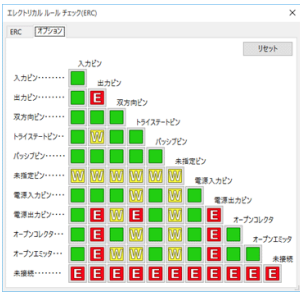 エレクトリカル ルール チェック(ERC)
ERC オプション
リセット
入力ピン
入力ピン········
出力ピン
出力ピン······· E
双方向ピン
双方向ピン······
トライステートピン
トライステートピン·· W
パッシブピン
パッシブピン·····
未指定ピン
未指定ピン······ W W W W W W
電源入力ピン
電源入力ピン···· W
電源出力ピン
電源出力ピン···· E W E W E
オープンコレクタ
オープンコレクタ··· E W W E
オープンエミッタ
オープンエミッタ··· E W W W E
未接続
未接続········ E E E E E E E E E E E